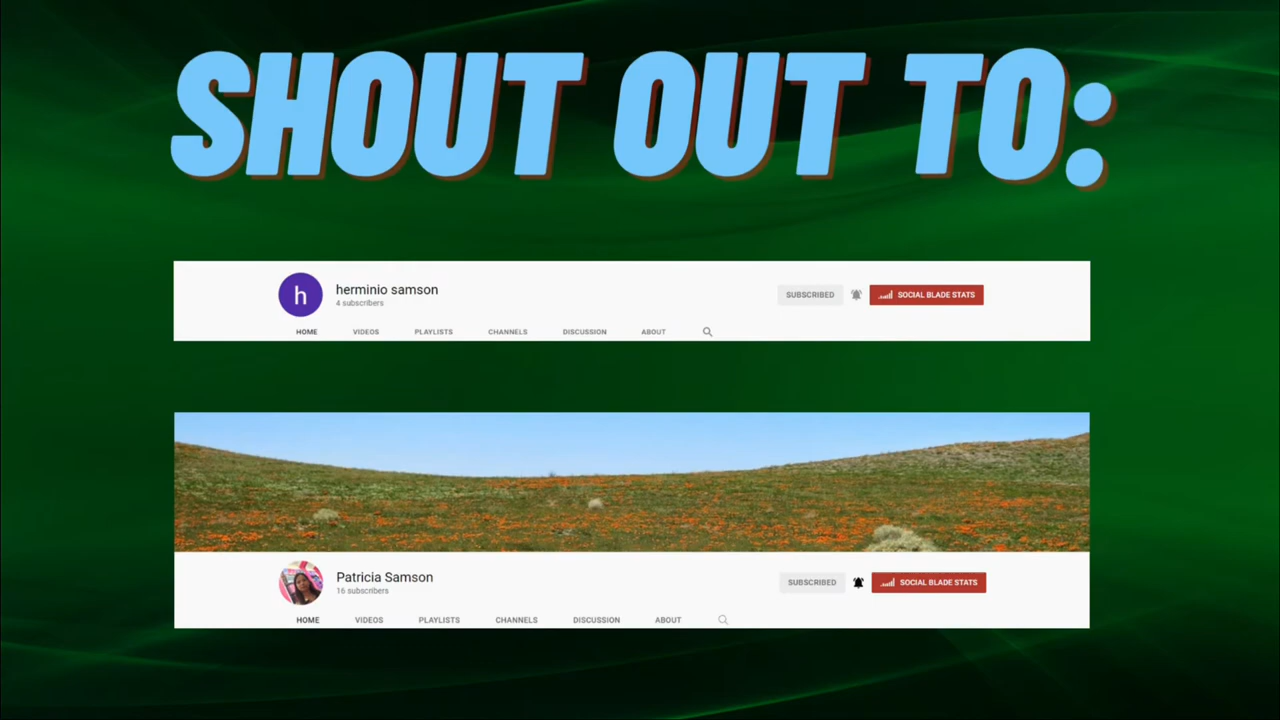 SHOUT OUT TO:
h
herminio samson
4 subscribers
SUBSCRIBED
SOCIAL BLADE STATS
HOME VIDEOS PLAYLISTS CHANNELS DISCUSSION ABOUT
Patricia Samson
16 subscribers
SUBSCRIBED
SOCIAL BLADE STATS
HOME VIDEOS PLAYLISTS CHANNELS DISCUSSION ABOUT